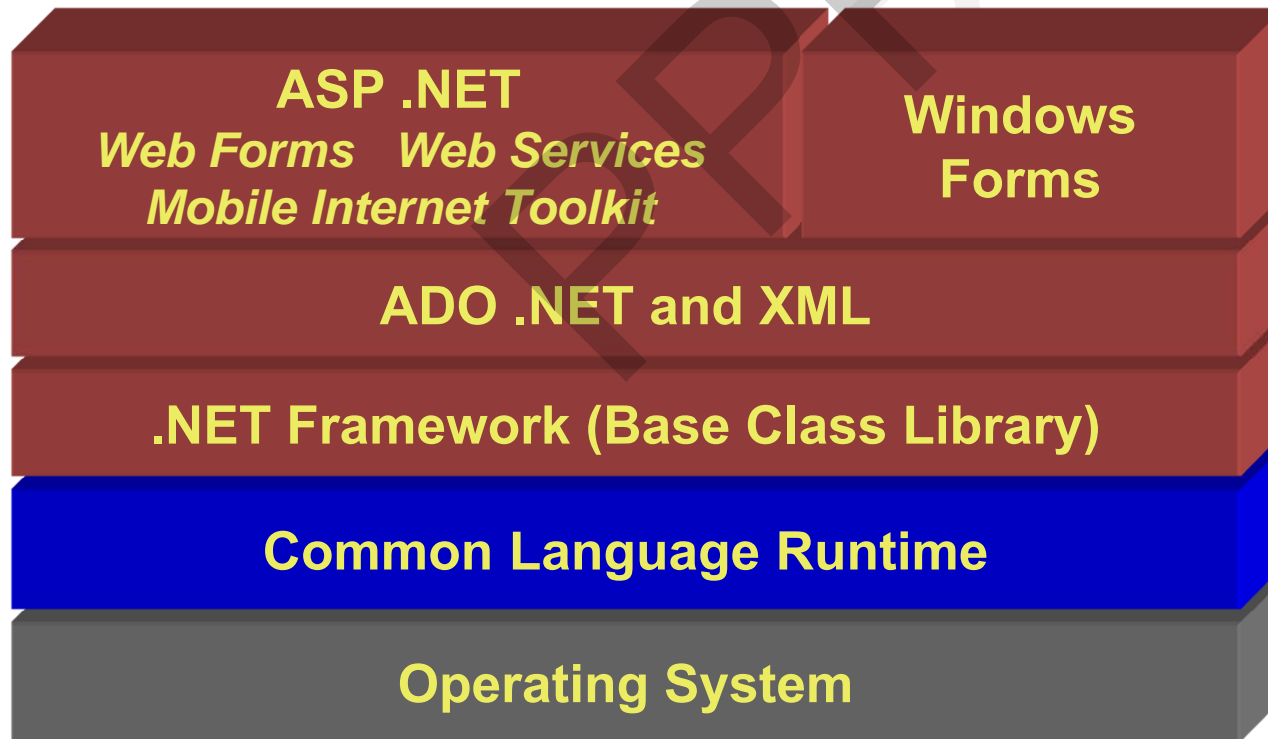 ASP .NET
Web Forms Web Services
Mobile Internet Toolkit
Windows
Forms
ADO .NET and XML
.NET Framework (Base Class Library)
Common Language Runtime
Operating System